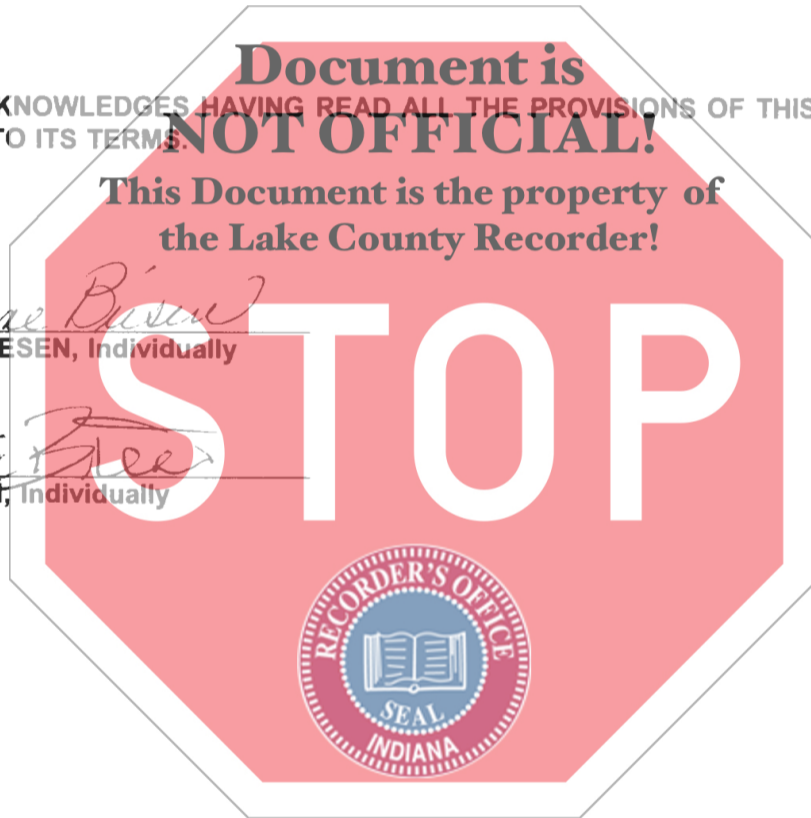 Document is
KNOWLEDGES HAVING READ ALL THE PROVISIONS OF THIS
TO ITS TERMS.
NOT OFFICIAL!
This Document is the property of
the Lake County Recorder!
ESEN, Individually
STOP
, Individually
RECORDER'S OFFICE
SEAL
INDIANA